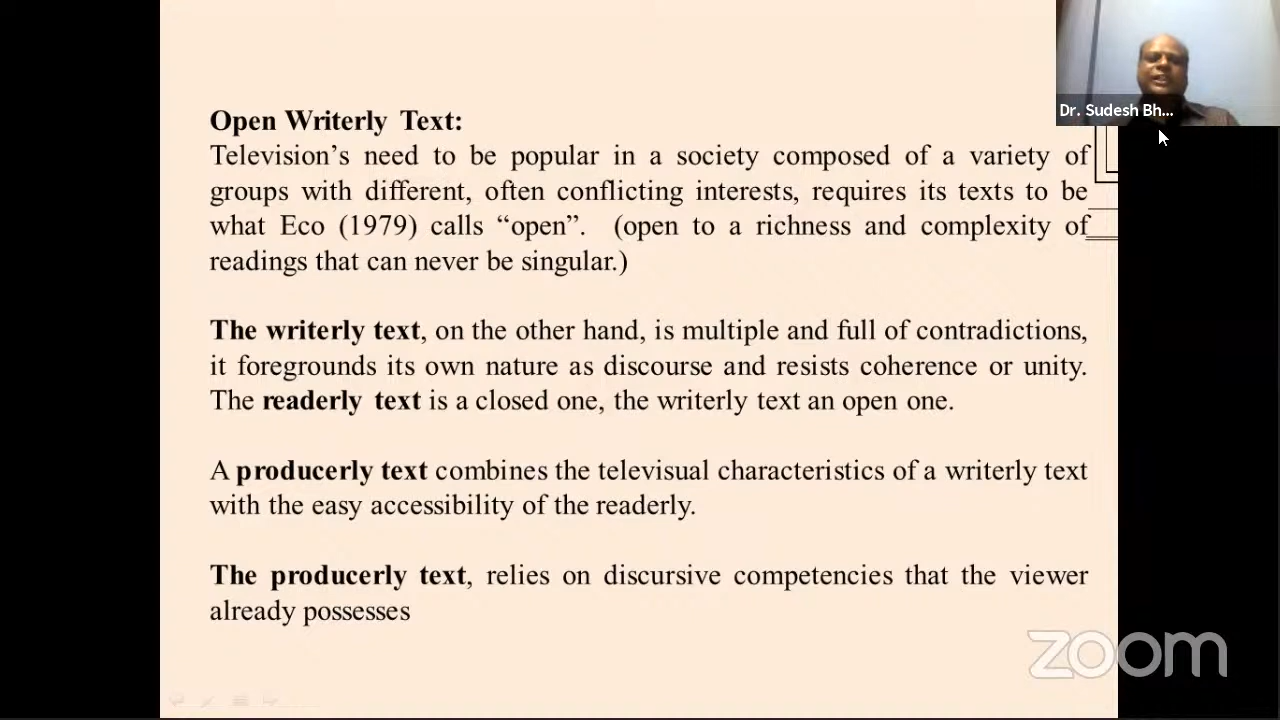 Open Writerly Text:
Television’s need to be popular in a society composed of a variety of
groups with different, often conflicting interests, requires its texts to be
what Eco (1979) calls “open”. (open to a richness and complexity of
readings that can never be singular.)
The writerly text, on the other hand, is multiple and full of contradictions,
it foregrounds its own nature as discourse and resists coherence or unity.
The readerly text is a closed one, the writerly text an open one.
A producerly text combines the televisual characteristics of a writerly text
with the easy accessibility of the readerly.
The producerly text, relies on discursive competencies that the viewer
already possesses
Dr. Sudesh Bh...
zoom